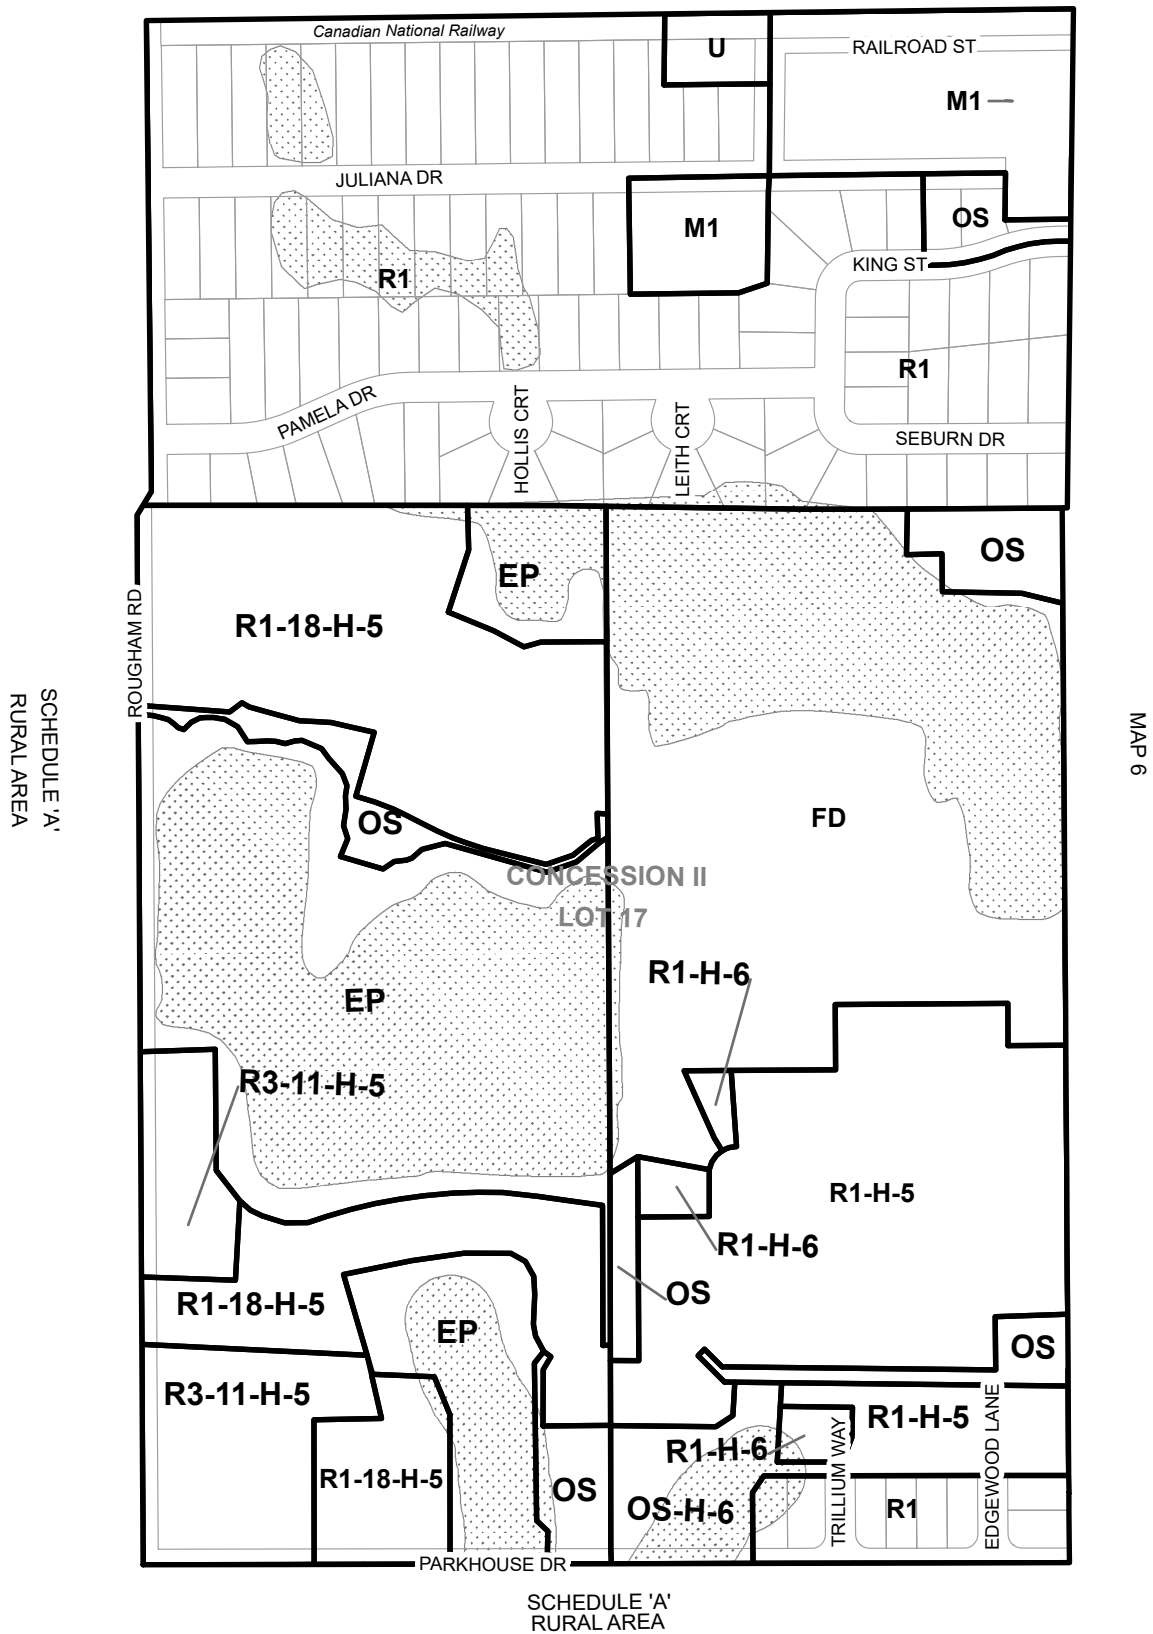 Canadian National Railway
U
RAILROAD ST
M1
JULIANA DR
M1
OS
KING ST
R1
R1
PAMELA DR
HOLLIS CRT
LEITH CRT
SEBURN DR
OS
EP
R1-18-H-5
ROUGHAM RD
SCHEDULE 'A'
RURAL AREA
MAP 6
OS
FD
CONCESSION II
LOT 17
R1-H-6
EP
R3-11-H-5
R1-H-5
R1-H-6
OS
R1-18-H-5
EP
OS
R3-11-H-5
R1-H-5
R1-H-6
TRILLIUM WAY
EDGEWOOD LANE
R1-18-H-5
OS
OS-H-6
R1
PARKHOUSE DR
SCHEDULE 'A'
RURAL AREA